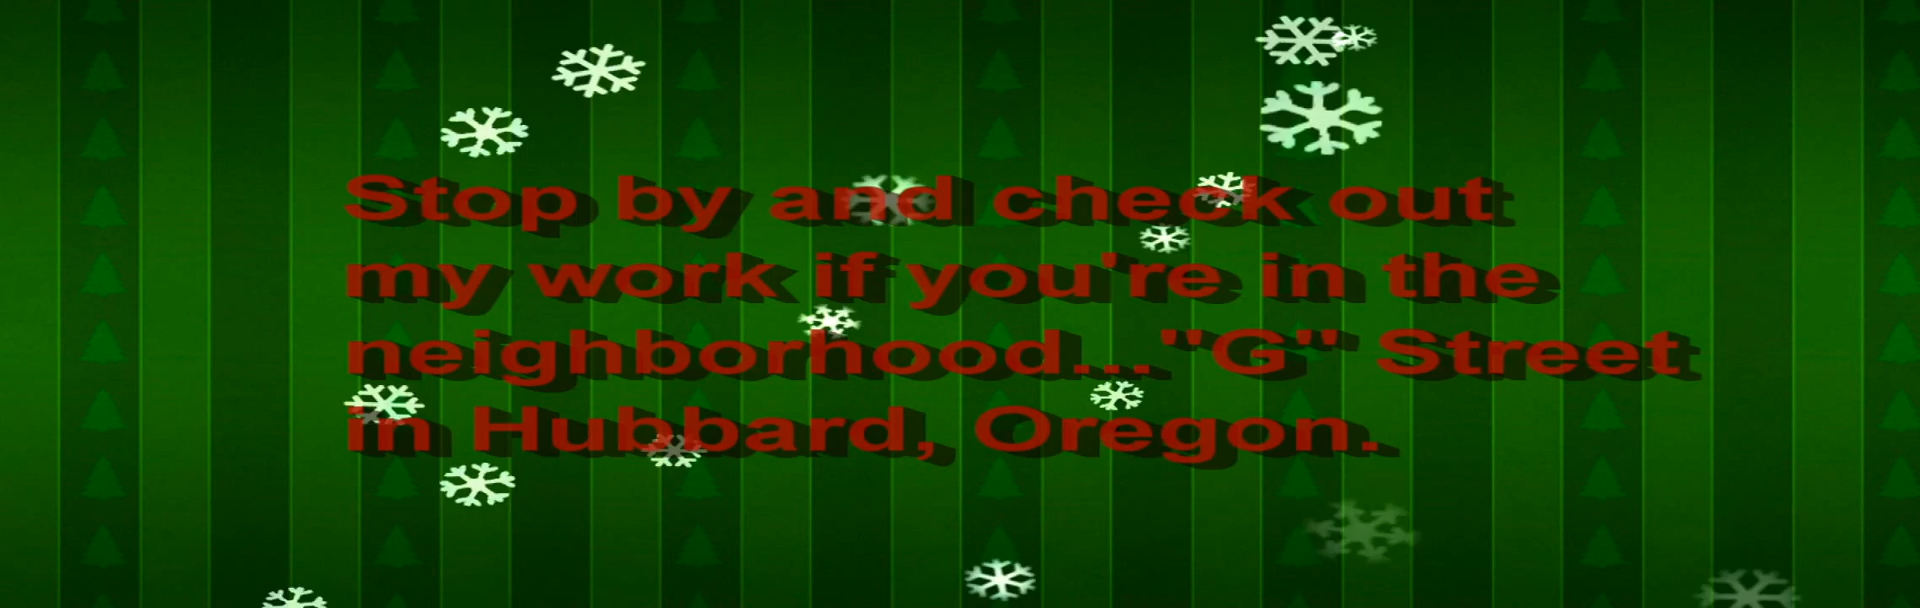 Stop by and check out
my work if you're in the
neighborhood..."G" Street
in Hubbard, Oregon.